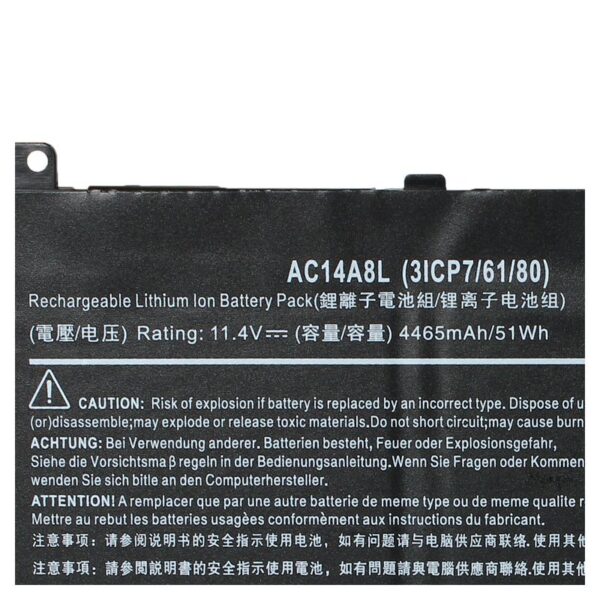 AC14A8L (3ICP7/61/80)
Rechargeable Lithium Ion Battery Pack(鋰離子電池組/锂离子电池组)
(電壓/电压) Rating: 11.4V⎓(容量/容量) 4465mAh/51Wh
CAUTION: Risk of explosion if battery is replaced by an incorrect type. Dispose of u
(or)disassemble;may explode or release toxic materials.Do not short circuit;may cause burn
ACHTUNG: Bei Verwendung anderer. Batterien besteht, Feuer oder Explosionsgefahr,
Siehe die Vorsichtsma β regeln in der Bedienungsanleitung.Wenn Sie Fragen oder Kommen
wenden Sie sich bitte an den Computerhersteller.
ATTENTION! A remplacer que par une autre batterie de meme type ou de meme qualite r
Mettre au rebut les batteries usagées conformement aux instructions du fabricant.
注意事项：请参阅说明书的安全指示使用电池，如有问题请与电脑供应商联络.使用其
注意事項：請參閱說明書的安全指示使用電池，如有問題請與電腦供應商聯絡.使用其